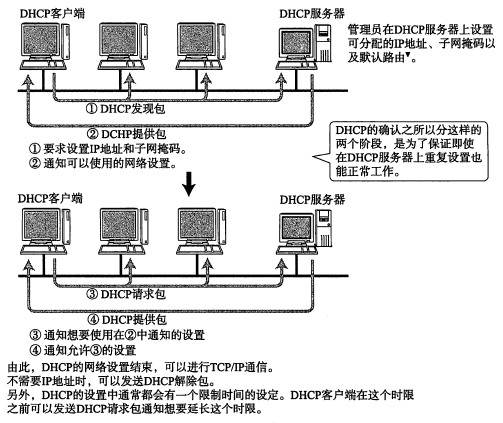 DHCP客户端
DHCP服务器
管理员在DHCP服务器上设置
可分配的IP地址、子网掩码以
及默认路由▼。
① DHCP发现包
② DCHP提供包
① 要求设置IP地址和子网掩码。
② 通知可以使用的网络设置。
DHCP的确认之所以分这样的
两个阶段，是为了保证即使
在DHCP服务器上重复设置也
能正常工作。
DHCP客户端
DHCP服务器
③ DHCP请求包
④ DHCP提供包
③ 通知想要使用在②中通知的设置
④ 通知允许③的设置
由此，DHCP的网络设置结束，可以进行TCP/IP通信。
不需要IP地址时，可以发送DHCP解除包。
另外，DHCP的设置中通常都会有一个限制时间的设定。DHCP客户端在这个时限
之前可以发送DHCP请求包通知想要延长这个时限。